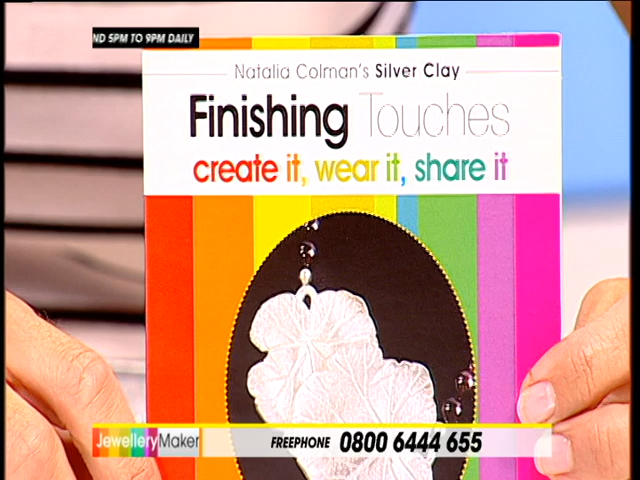 ND 5PM TO 9PM DAILY
Natalia Colman's Silver Clay
Finishing Touches
create it, wear it, share it
JewelleryMaker
FREEPHONE 0800 6444 655